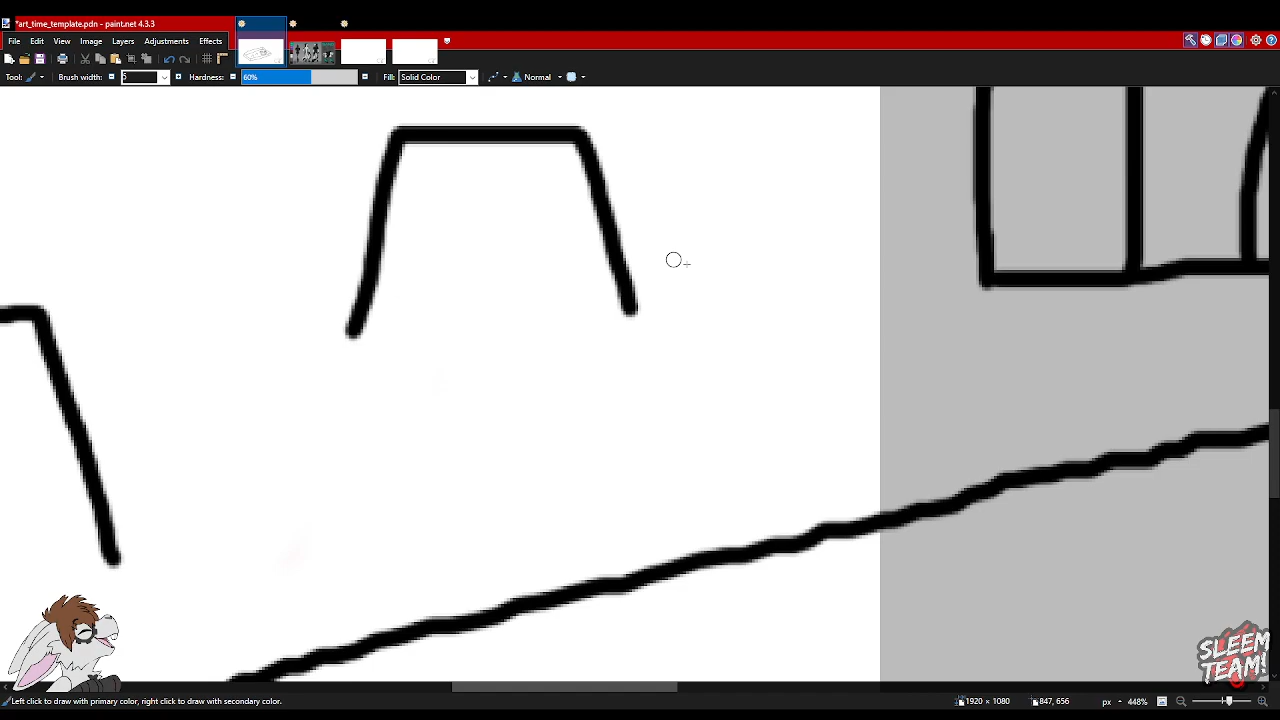 *art_time_template.pdn - paint.net 4.3.3
File Edit View Image Layers Adjustments Effects
Tool: Brush width: 5 Hardness: 60% Fill: Solid Color Normal
SLEEM
TEAM!
Left click to draw with primary color, right click to draw with secondary color. 1920 × 1080 847, 656 px 448%